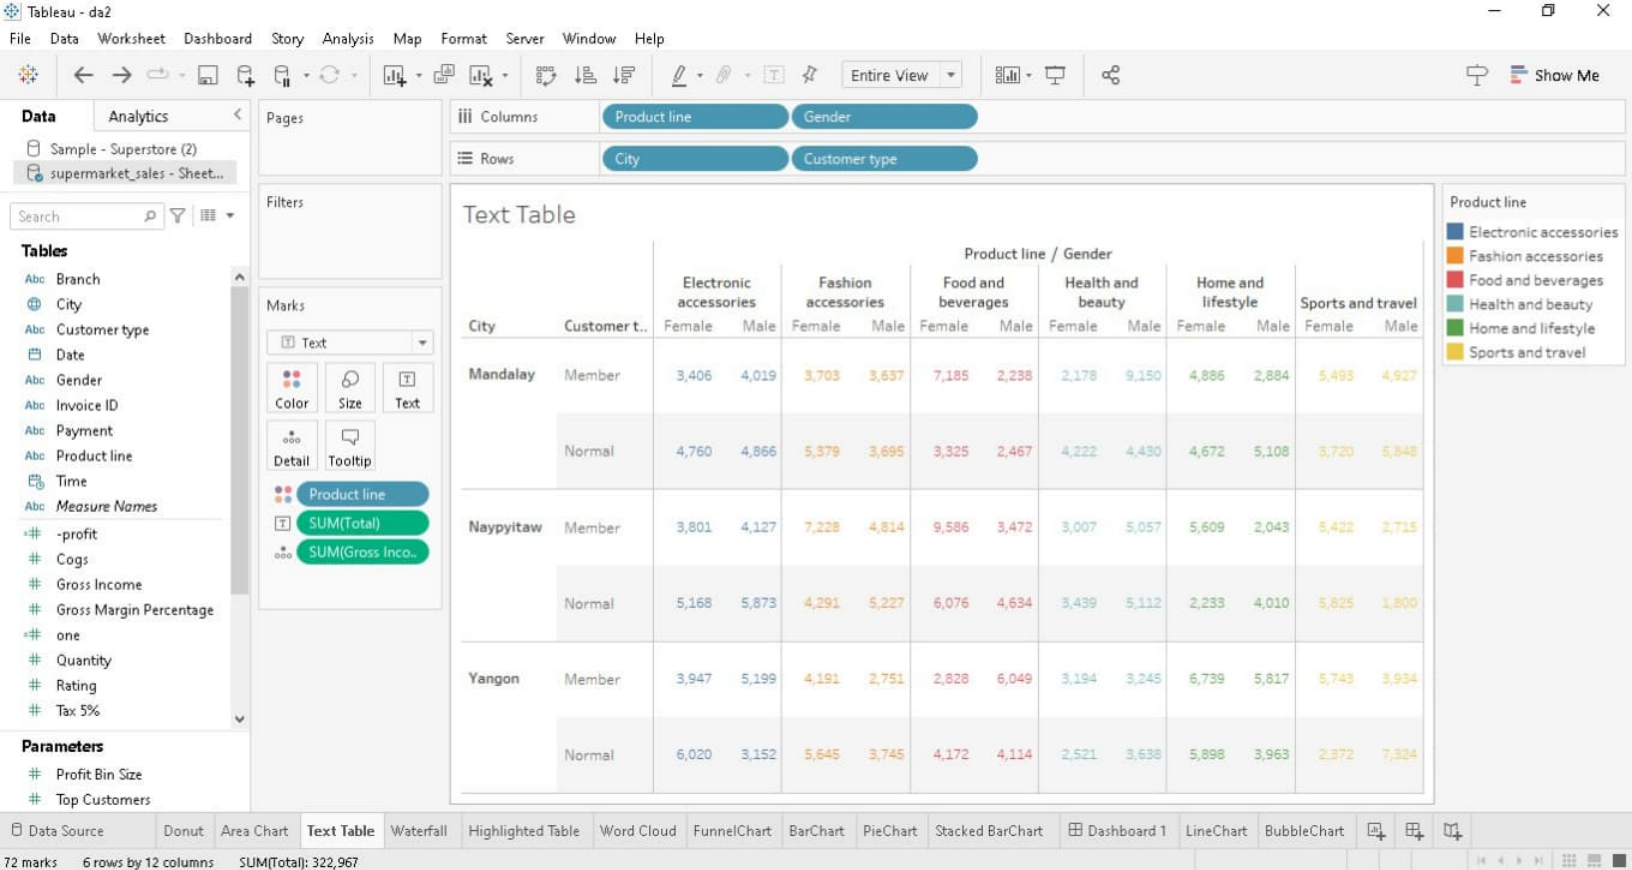 Tableau - da2
File Data Worksheet Dashboard Story Analysis Map Format Server Window Help
Entire View
Show Me
Data Analytics
Sample - Superstore (2)
supermarket_sales - Sheet...
Search
Tables
Abc Branch
City
Abc Customer type
Date
Abc Gender
Abc Invoice ID
Abc Payment
Abc Product line
Time
Abc Measure Names
=# -profit
# Cogs
# Gross Income
# Gross Margin Percentage
=# one
# Quantity
# Rating
# Tax 5%
Parameters
# Profit Bin Size
# Top Customers
Pages
Filters
Marks
Text
Color Size Text
Detail Tooltip
Product line
SUM(Total)
SUM(Gross Inco..
Columns Product line Gender
Rows City Customer type
Text Table
Product line / Gender
Electronic accessories Fashion accessories Food and beverages Health and beauty Home and lifestyle Sports and travel
City Customer t.. Female Male Female Male Female Male Female Male Female Male Female Male
Mandalay Member 3,406 4,019 3,703 3,637 7,185 2,238 2,178 9,150 4,886 2,884 5,493 4,927
Normal 4,760 4,866 5,379 3,695 3,325 2,467 4,222 4,430 4,672 5,108 3,720 5,848
Naypyitaw Member 3,801 4,127 7,228 4,814 9,586 3,472 3,007 5,057 5,609 2,043 5,422 2,715
Normal 5,168 5,873 4,291 5,227 6,076 4,634 3,439 5,112 2,233 4,010 5,825 1,800
Yangon Member 3,947 5,199 4,191 2,751 2,828 6,049 3,194 3,245 6,739 5,817 5,743 3,934
Normal 6,020 3,152 5,645 3,745 4,172 4,114 2,521 3,638 5,898 3,963 2,372 7,324
Product line
Electronic accessories
Fashion accessories
Food and beverages
Health and beauty
Home and lifestyle
Sports and travel
Data Source Donut Area Chart Text Table Waterfall Highlighted Table Word Cloud FunnelChart BarChart PieChart Stacked BarChart Dashboard 1 LineChart BubbleChart
72 marks 6 rows by 12 columns SUM(Total): 322,967